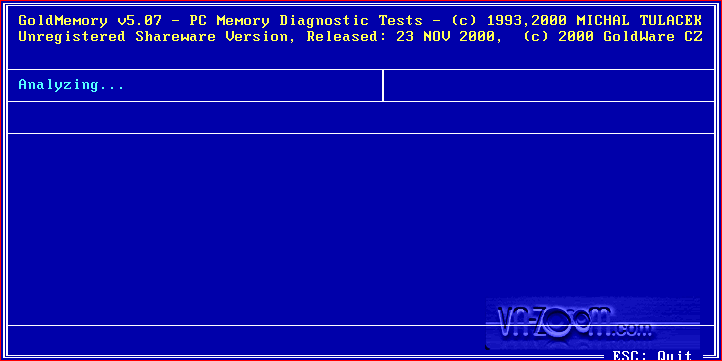 GoldMemory v5.07 - PC Memory Diagnostic Tests - (c) 1993,2000 MICHAL TULACEK
Unregistered Shareware Version, Released: 23 NOV 2000,  (c) 2000 GoldWare CZ
Analyzing...
VN-ZOOM.com
ESC: Quit